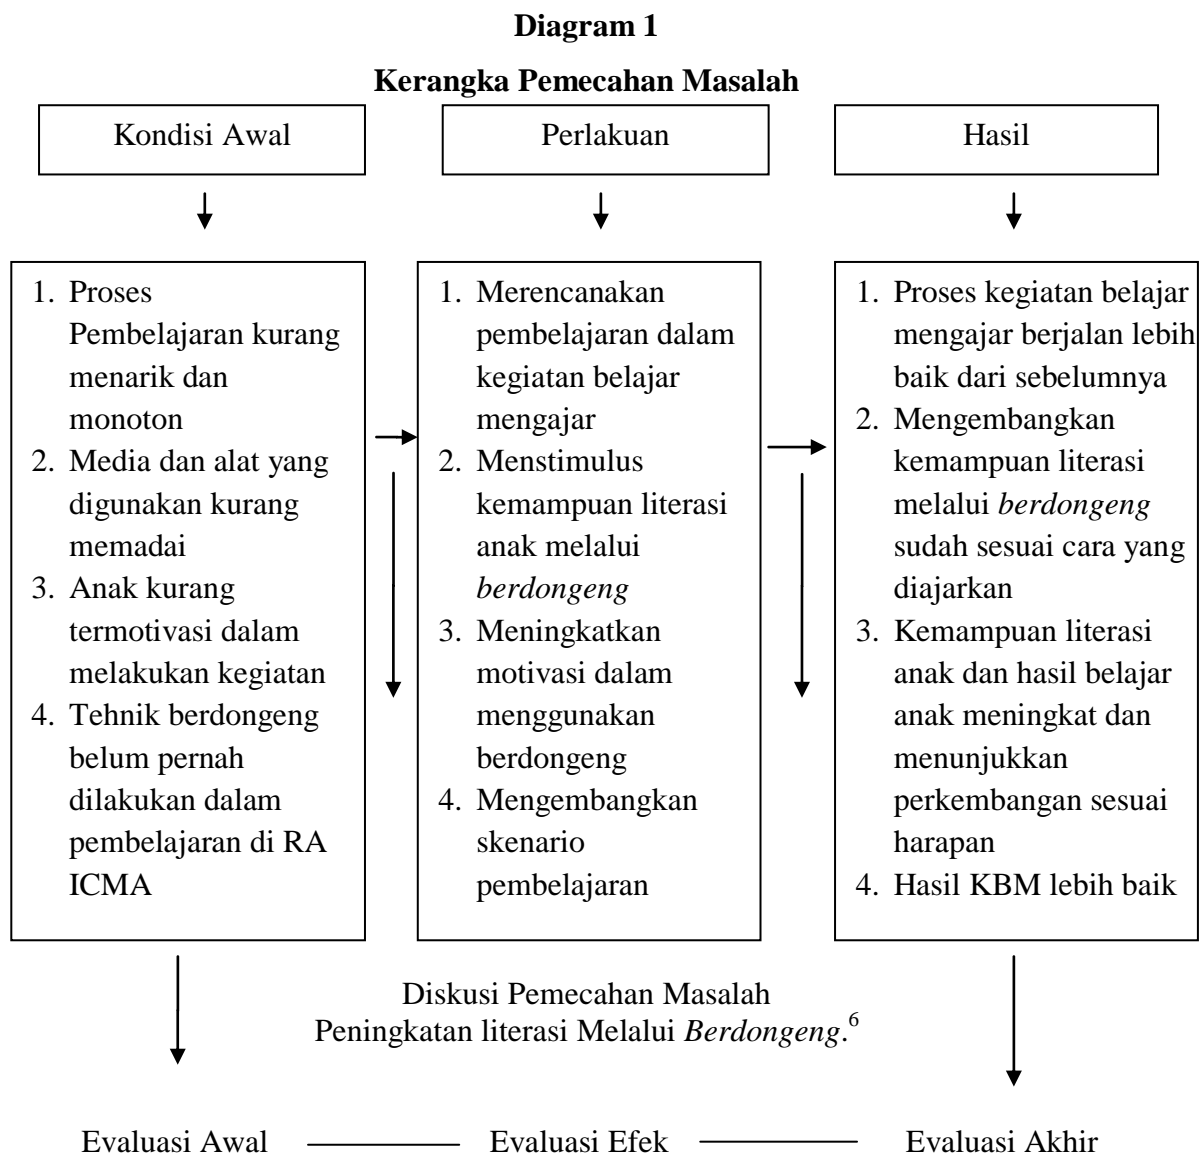 Diagram 1
Kerangka Pemecahan Masalah
Kondisi Awal
Perlakuan
Hasil
1. Proses
Pembelajaran kurang
menarik dan
monoton
2. Media dan alat yang
digunakan kurang
memadai
3. Anak kurang
termotivasi dalam
melakukan kegiatan
4. Tehnik berdongeng
belum pernah
dilakukan dalam
pembelajaran di RA
ICMA
1. Merencanakan
pembelajaran dalam
kegiatan belajar
mengajar
2. Menstimulus
kemampuan literasi
anak melalui
berdongeng
3. Meningkatkan
motivasi dalam
menggunakan
berdongeng
4. Mengembangkan
skenario
pembelajaran
1. Proses kegiatan belajar
mengajar berjalan lebih
baik dari sebelumnya
2. Mengembangkan
kemampuan literasi
melalui berdongeng
sudah sesuai cara yang
diajarkan
3. Kemampuan literasi
anak dan hasil belajar
anak meningkat dan
menunjukkan
perkembangan sesuai
harapan
4. Hasil KBM lebih baik
Diskusi Pemecahan Masalah
Peningkatan literasi Melalui Berdongeng.⁶
Evaluasi Awal
Evaluasi Efek
Evaluasi Akhir